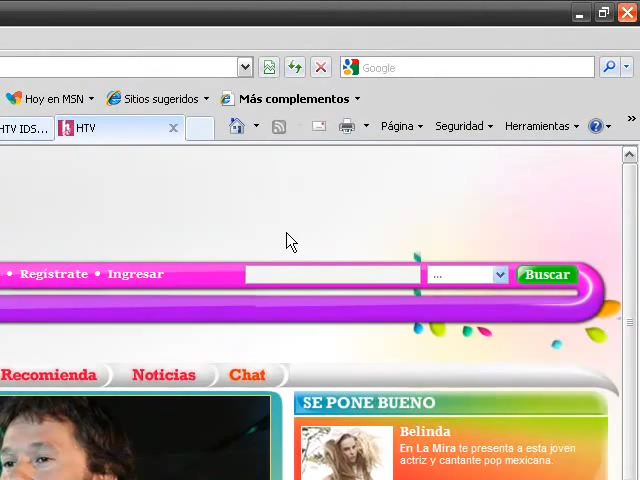 Google
Hoy en MSN Sitios sugeridos Más complementos
HTV IDS... HTV Página Seguridad Herramientas
• Registrate • Ingresar ... Buscar
Recomienda Noticias Chat
SE PONE BUENO
Belinda
En La Mira te presenta a esta joven
actriz y cantante pop mexicana.